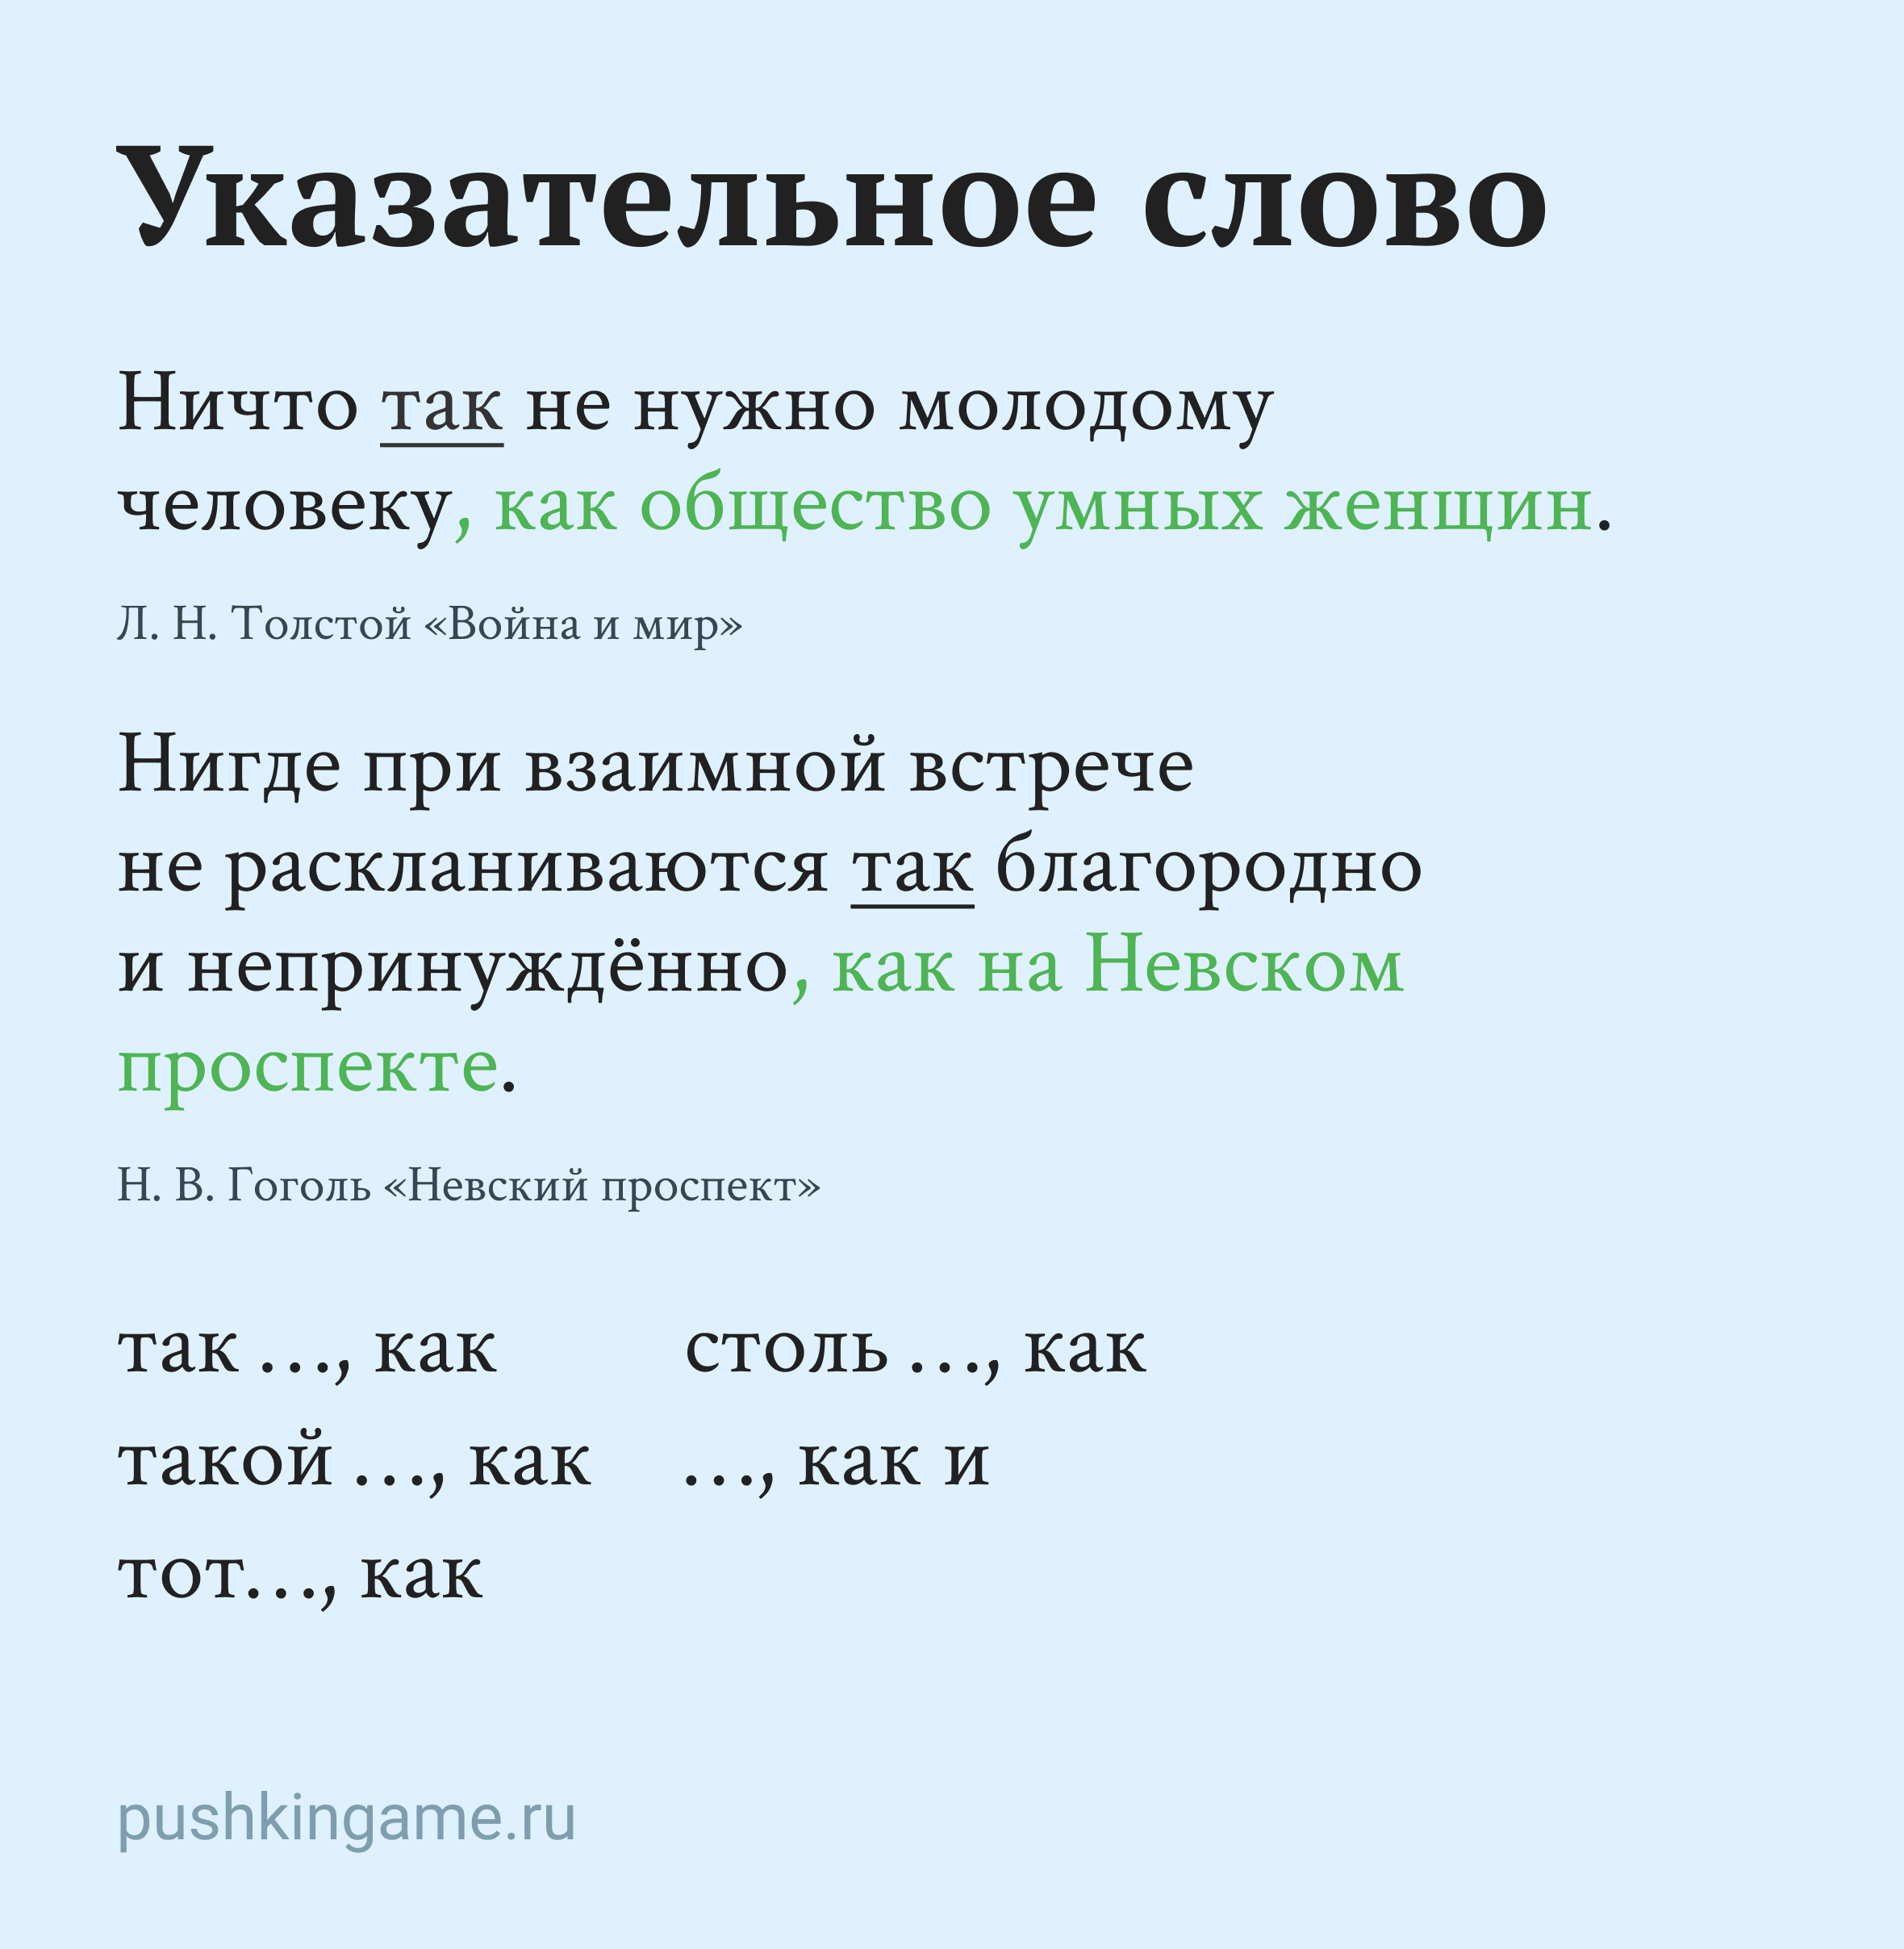 Указательное слово
Ничто так не нужно молодому
человеку, как общество умных женщин.
Л. Н. Толстой «Война и мир»
Нигде при взаимной встрече
не раскланиваются так благородно
и непринуждённо, как на Невском
проспекте.
Н. В. Гоголь «Невский проспект»
так ..., как
столь ..., как
такой ..., как
..., как и
тот..., как
pushkingame.ru